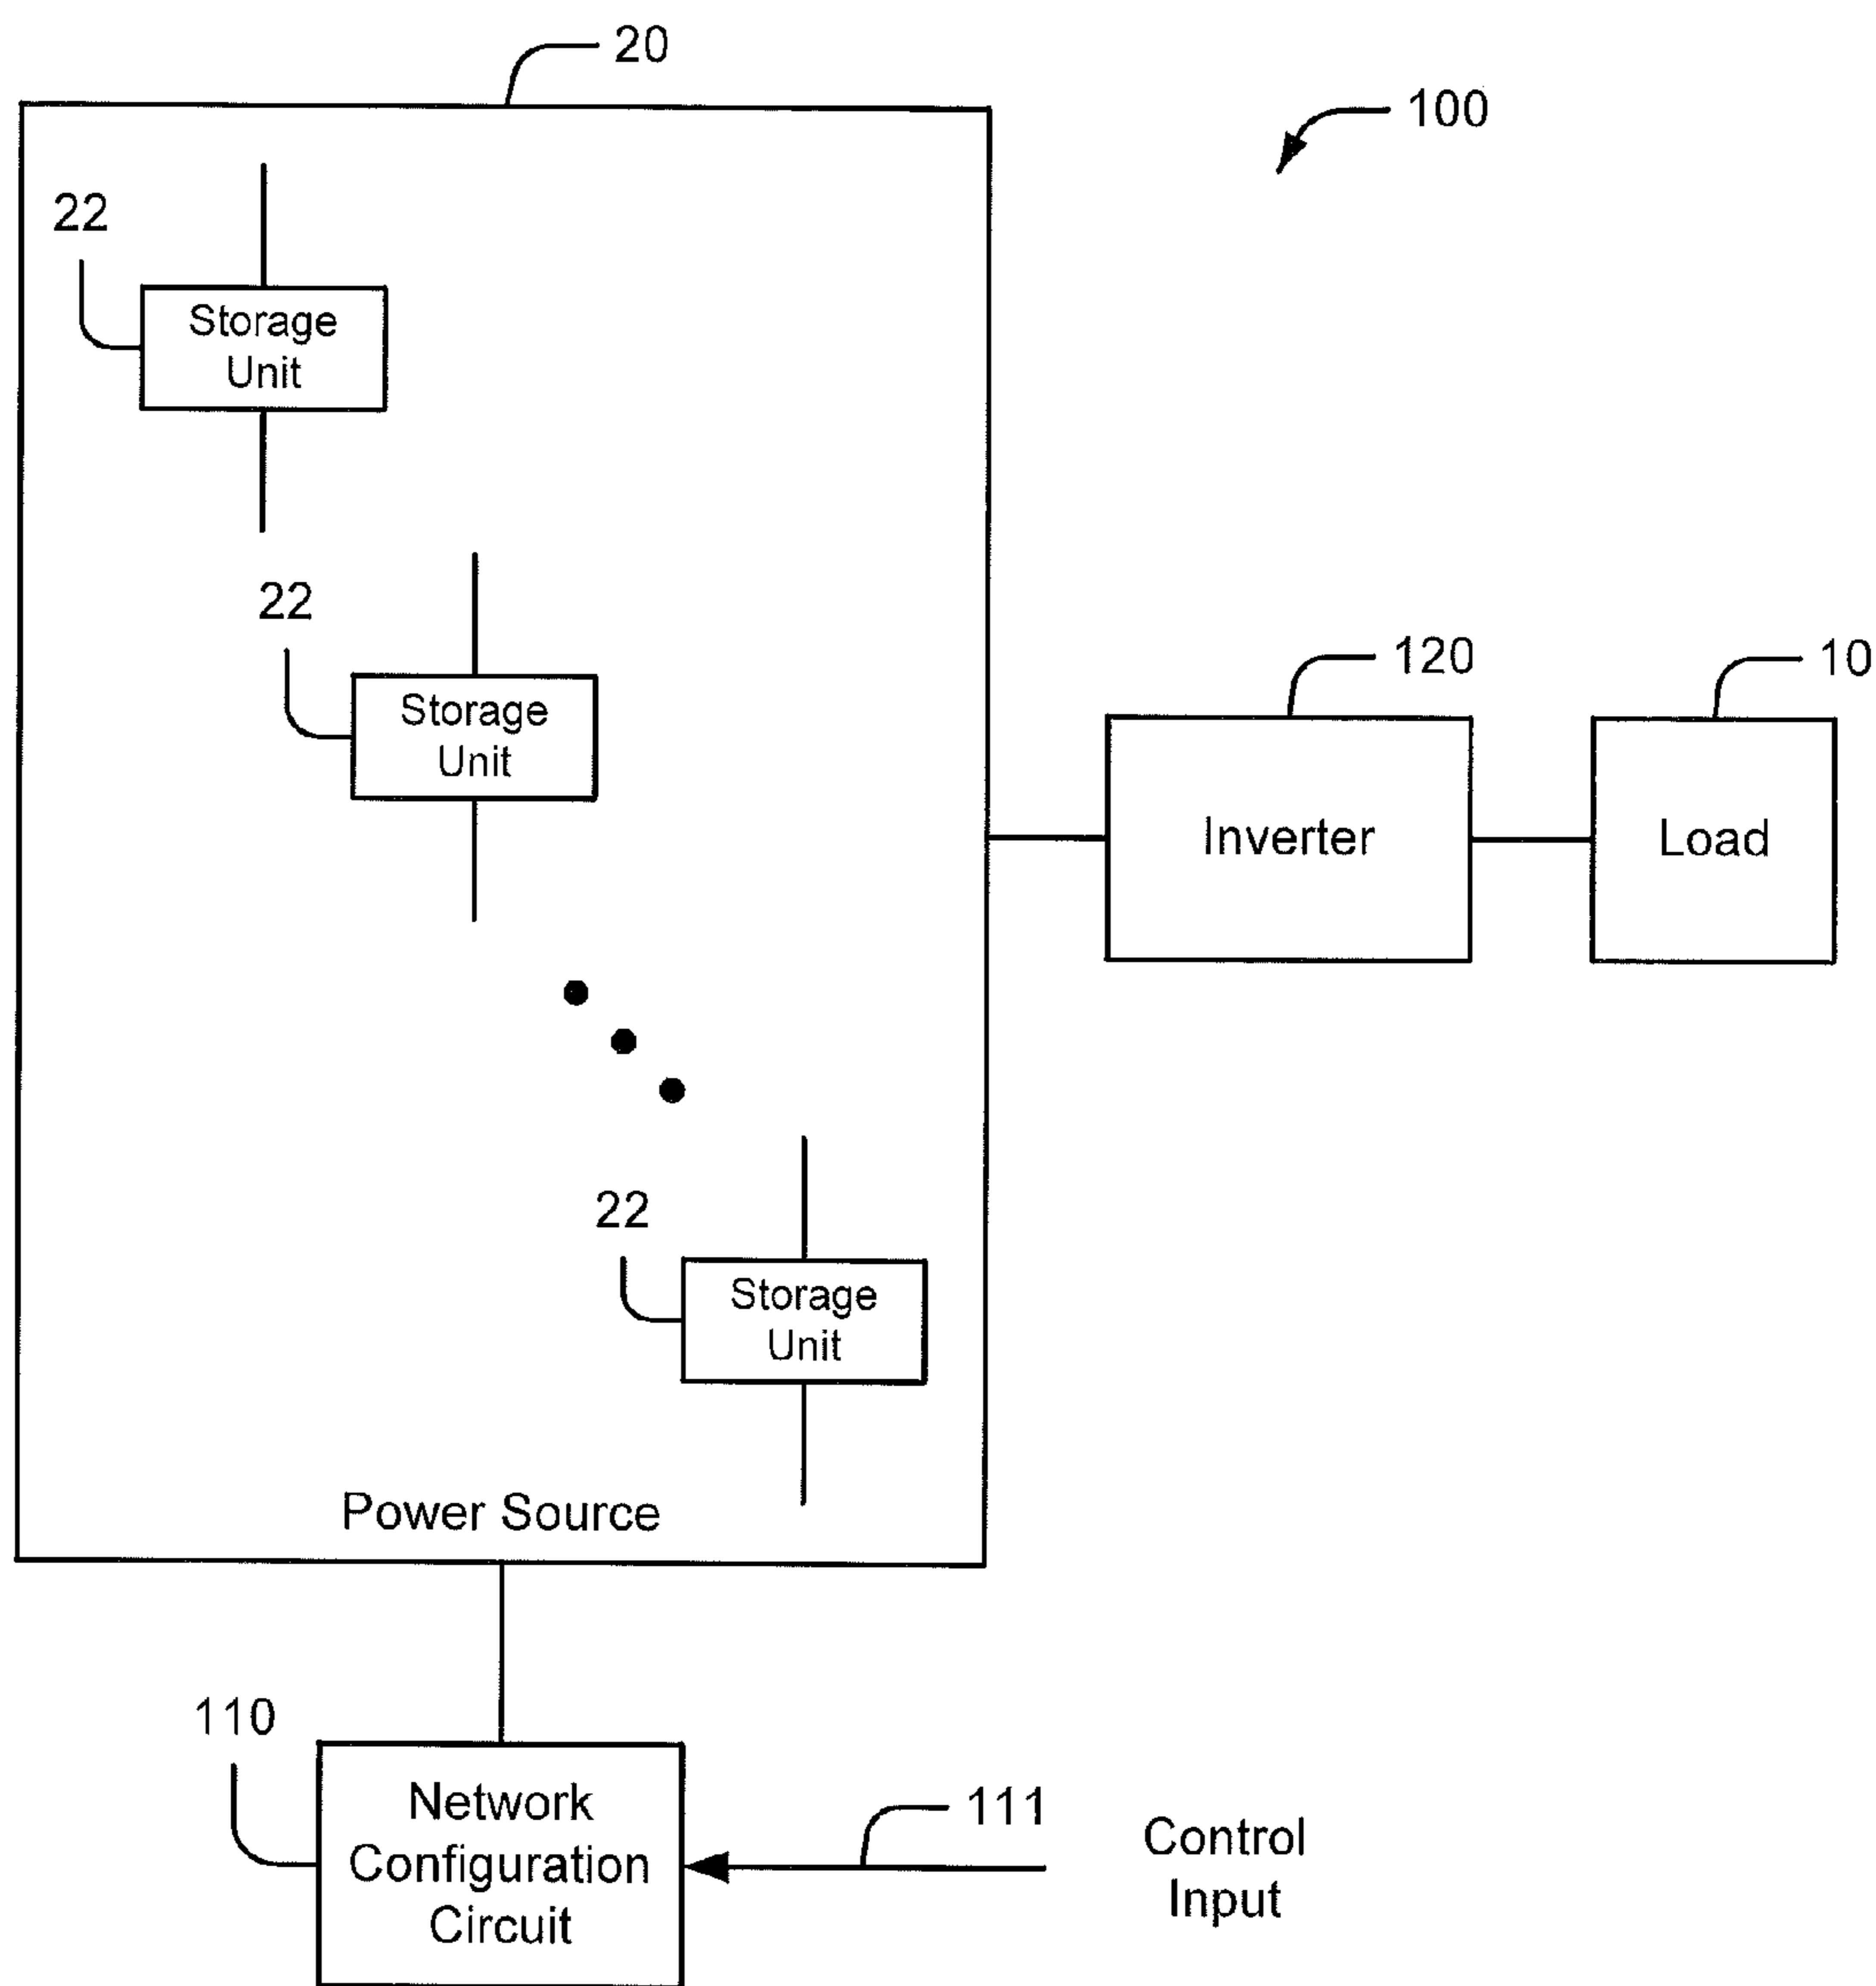 20
100
22
Storage
Unit
22
Storage
Unit
120
10
Inverter
Load
22
Storage
Unit
Power Source
110
Network
Configuration
Circuit
111
Control
Input